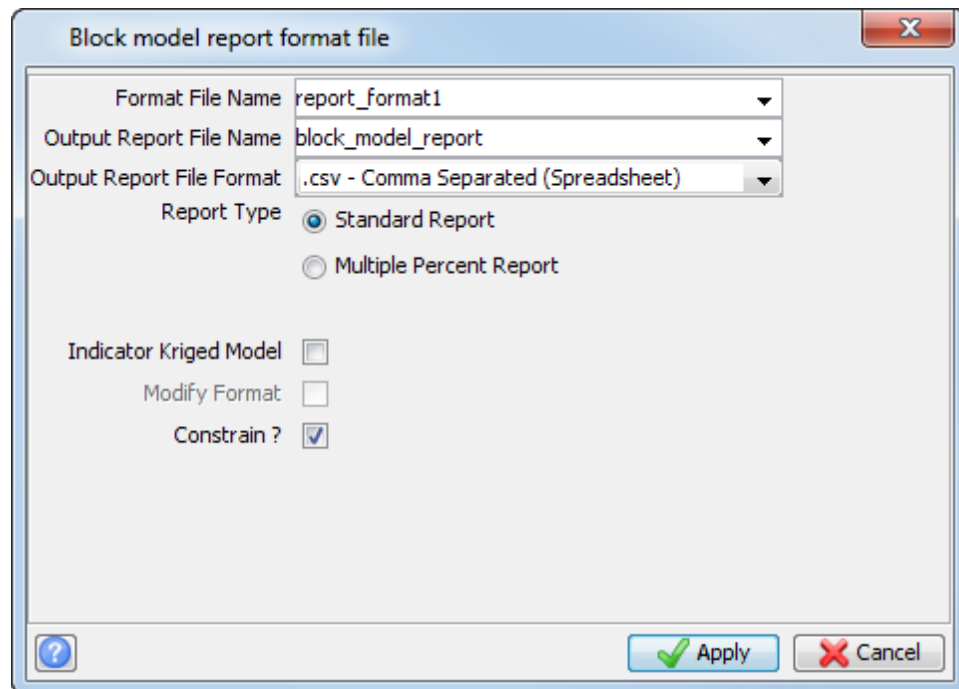 Block model report format file
Format File Name report_format1
Output Report File Name block_model_report
Output Report File Format .csv - Comma Separated (Spreadsheet)
Report Type Standard Report
Multiple Percent Report
Indicator Kriged Model
Modify Format
Constrain ?
? Apply Cancel